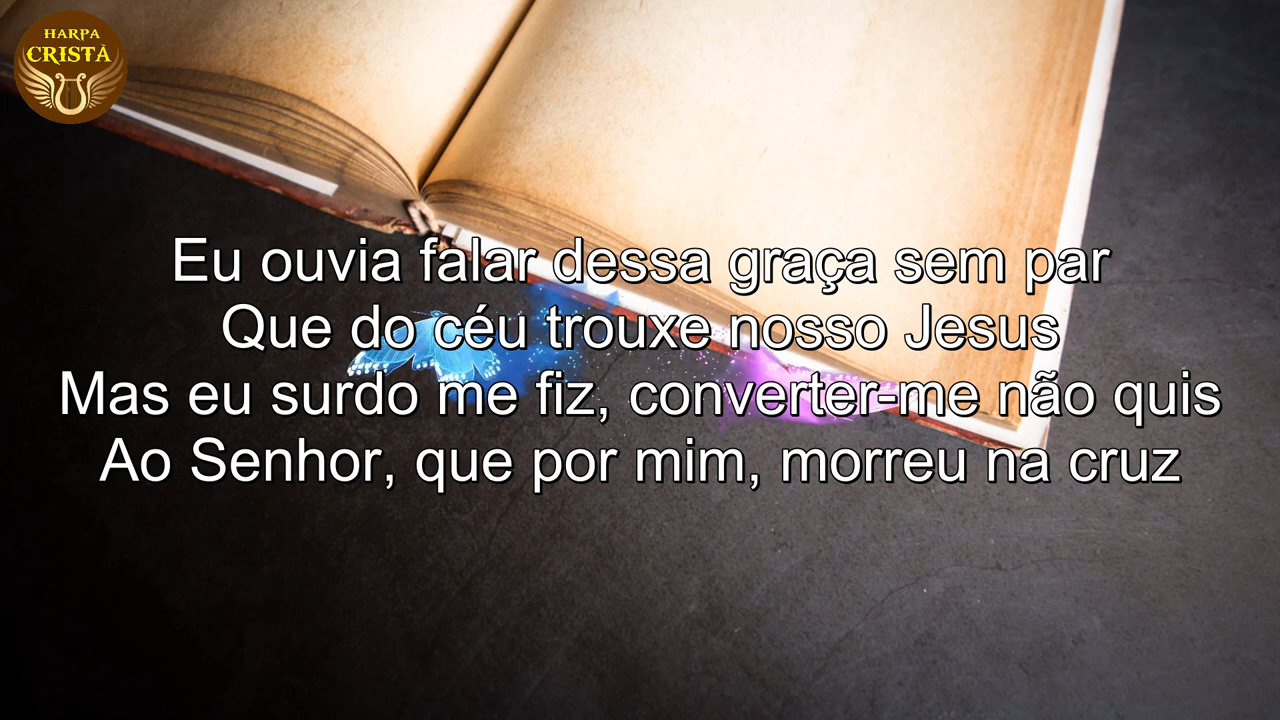 HARPA
CRISTÃ
Eu ouvia falar dessa graça sem par
Que do céu trouxe nosso Jesus
Mas eu surdo me fiz, converter-me não quis
Ao Senhor, que por mim, morreu na cruz